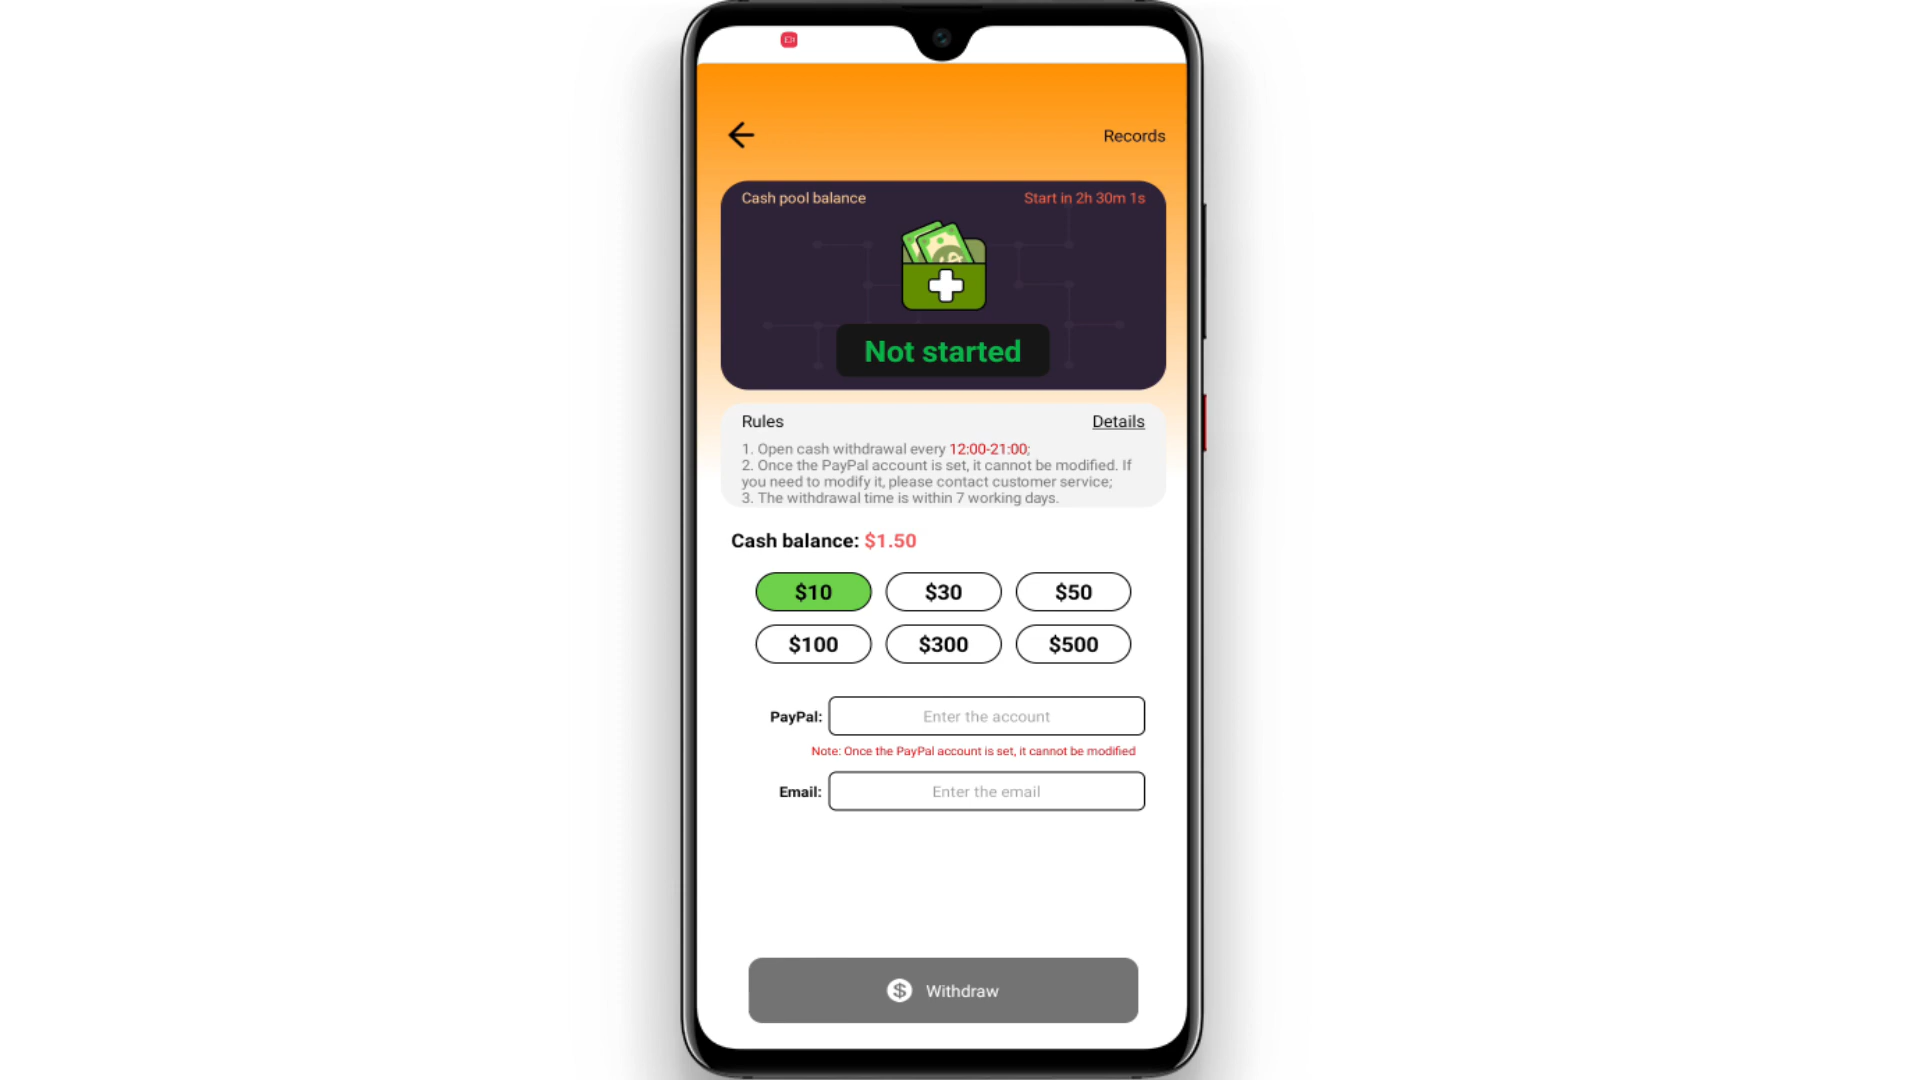 Records
Cash pool balance
Start in 2h 30m 1s
Not started
Rules
Details
1. Open cash withdrawal every 12:00-21:00;
2. Once the PayPal account is set, it cannot be modified. If
you need to modify it, please contact customer service;
3. The withdrawal time is within 7 working days.
Cash balance: $1.50
$10
$30
$50
$100
$300
$500
PayPal:
Enter the account
Note: Once the PayPal account is set, it cannot be modified
Email:
Enter the email
$ Withdraw